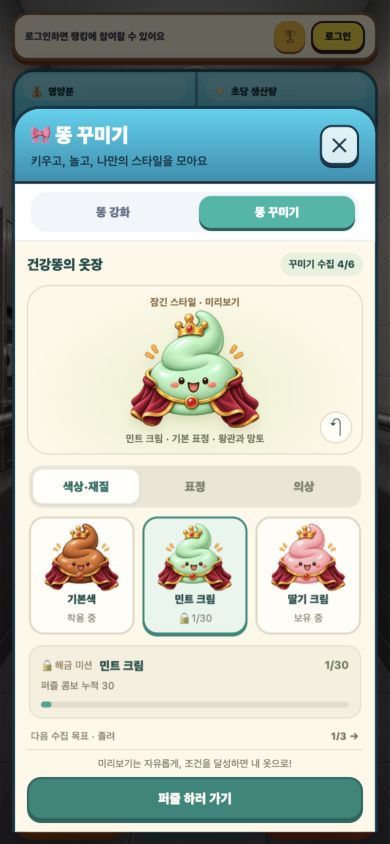 로그인하면 랭킹에 참여할 수 있어요
로그인
영양분
초당 생산량
똥 꾸미기
키우고, 놀고, 나만의 스타일을 모아요
똥 강화
똥 꾸미기
건강똥의 옷장
꾸미기 수집 4/6
잠긴 스타일 · 미리보기
민트 크림 · 기본 표정 · 왕관과 망토
색상·재질
표정
의상
기본색
착용 중
민트 크림
1/30
딸기 크림
보유 중
해금 미션 민트 크림 1/30
퍼즐 콤보 누적 30
다음 수집 목표 · 졸려 1/3 →
미리보기는 자유롭게, 조건을 달성하면 내 옷으로!
퍼즐 하러 가기